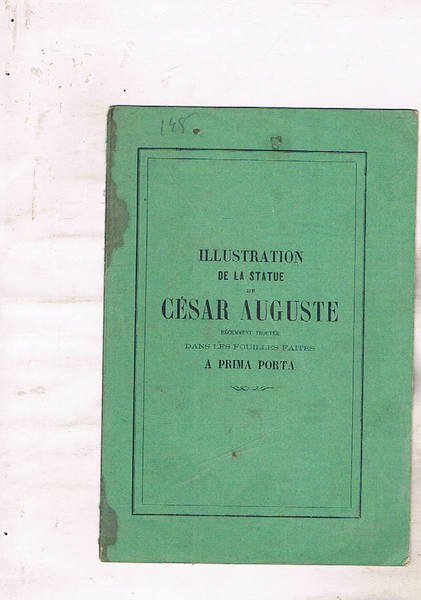 148.
ILLUSTRATION
DE LA STATUE
DE
CÉSAR AUGUSTE
RÉCEMMENT TROUVÉE
DANS LES FOUILLES FAITES
A PRIMA PORTA